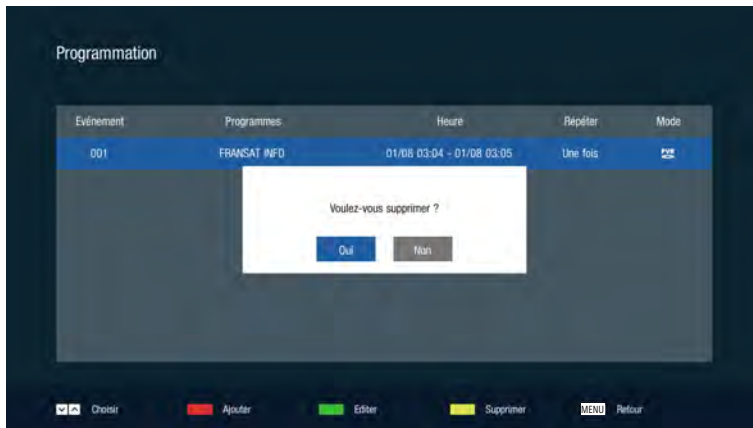 Programmation
Evénement Programmes Heure Répéter Mode
001 FRANSAT INFO 01/08 03:04 - 01/08 03:05 Une fois PVR
Voulez-vous supprimer ?
Oui Non
Choisir Ajouter Editer Supprimer MENU Retour